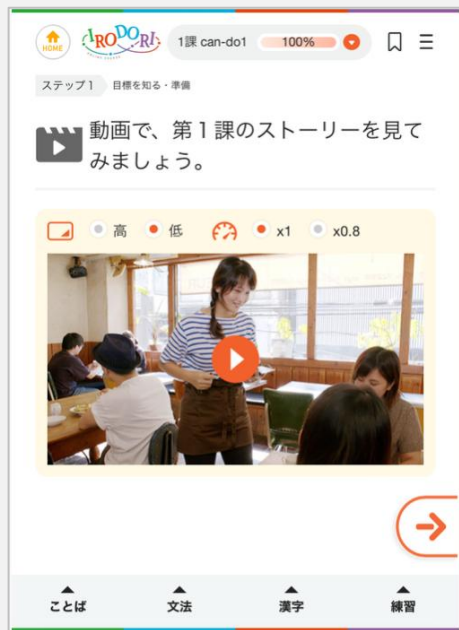 HOME
IRODORI
1課 can-do1
100%
ステップ1
目標を知る・準備
動画で、第1課のストーリーを見て
みましょう。
高
低
x1
x0.8
ことば
文法
漢字
練習